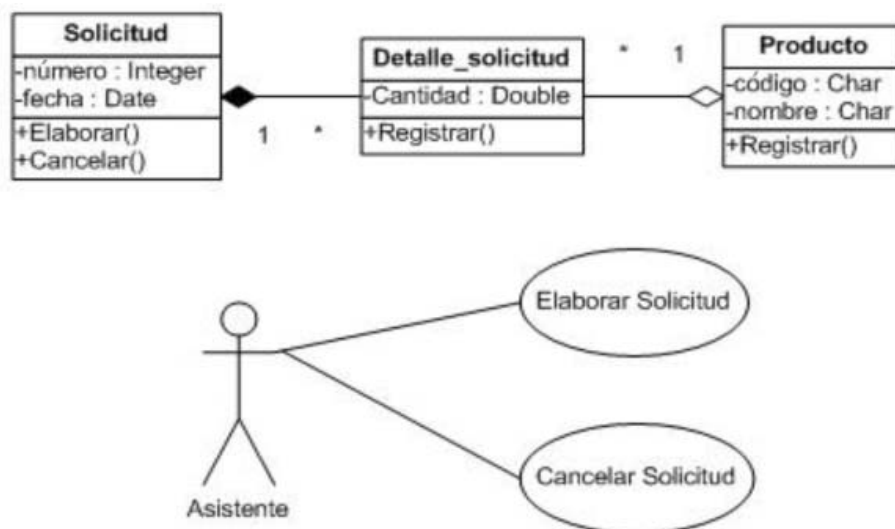 Solicitud
-número : Integer
-fecha : Date
+Elaborar()
+Cancelar()
1 *
Detalle_solicitud
-Cantidad : Double
+Registrar()
* 1
Producto
-código : Char
-nombre : Char
+Registrar()
Elaborar Solicitud
Cancelar Solicitud
Asistente